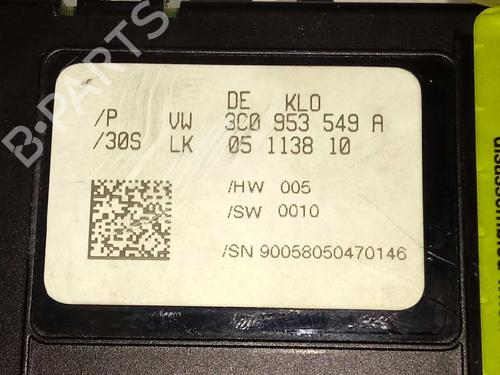 DE KLO
/P VW 3C0 953 549 A
/30S LK 05 1138 10
/HW 005
/SW 0010
/SN 90058050470146
B-PARTS